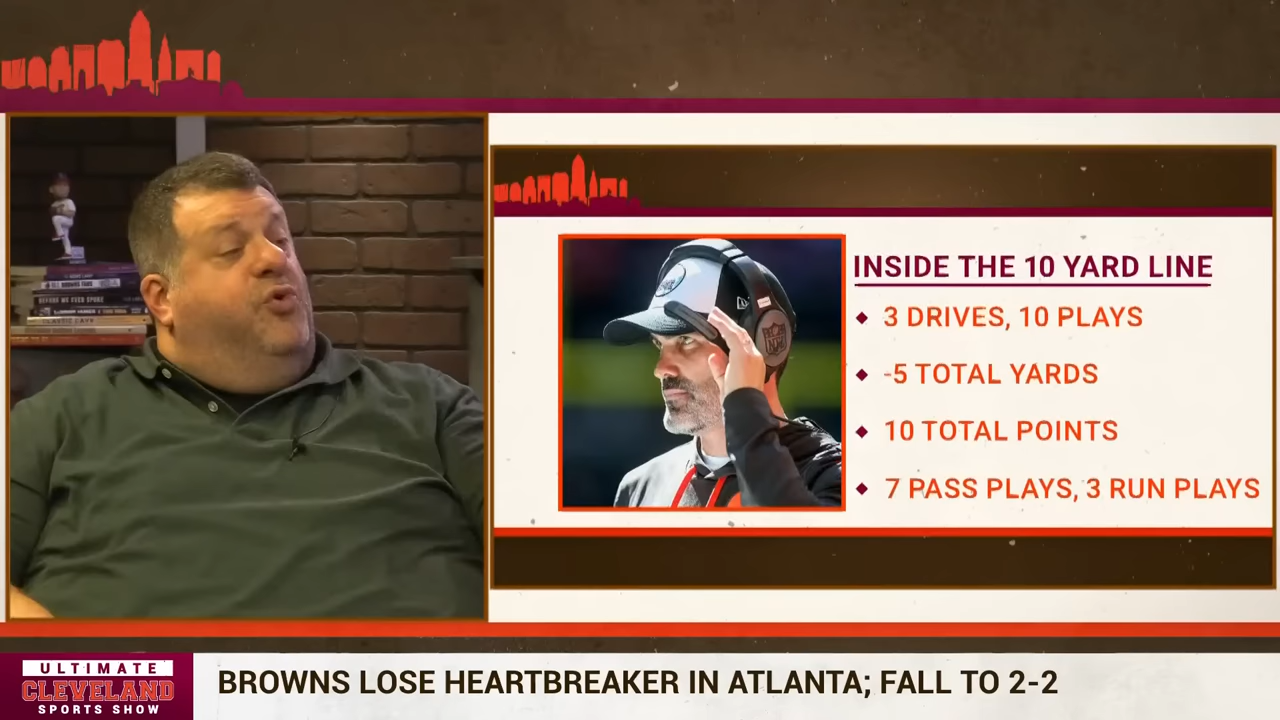 INSIDE THE 10 YARD LINE
3 DRIVES, 10 PLAYS
-5 TOTAL YARDS
10 TOTAL POINTS
7 PASS PLAYS, 3 RUN PLAYS
NFL
ULTIMATE
CLEVELAND
SPORTS SHOW
BROWNS LOSE HEARTBREAKER IN ATLANTA; FALL TO 2-2